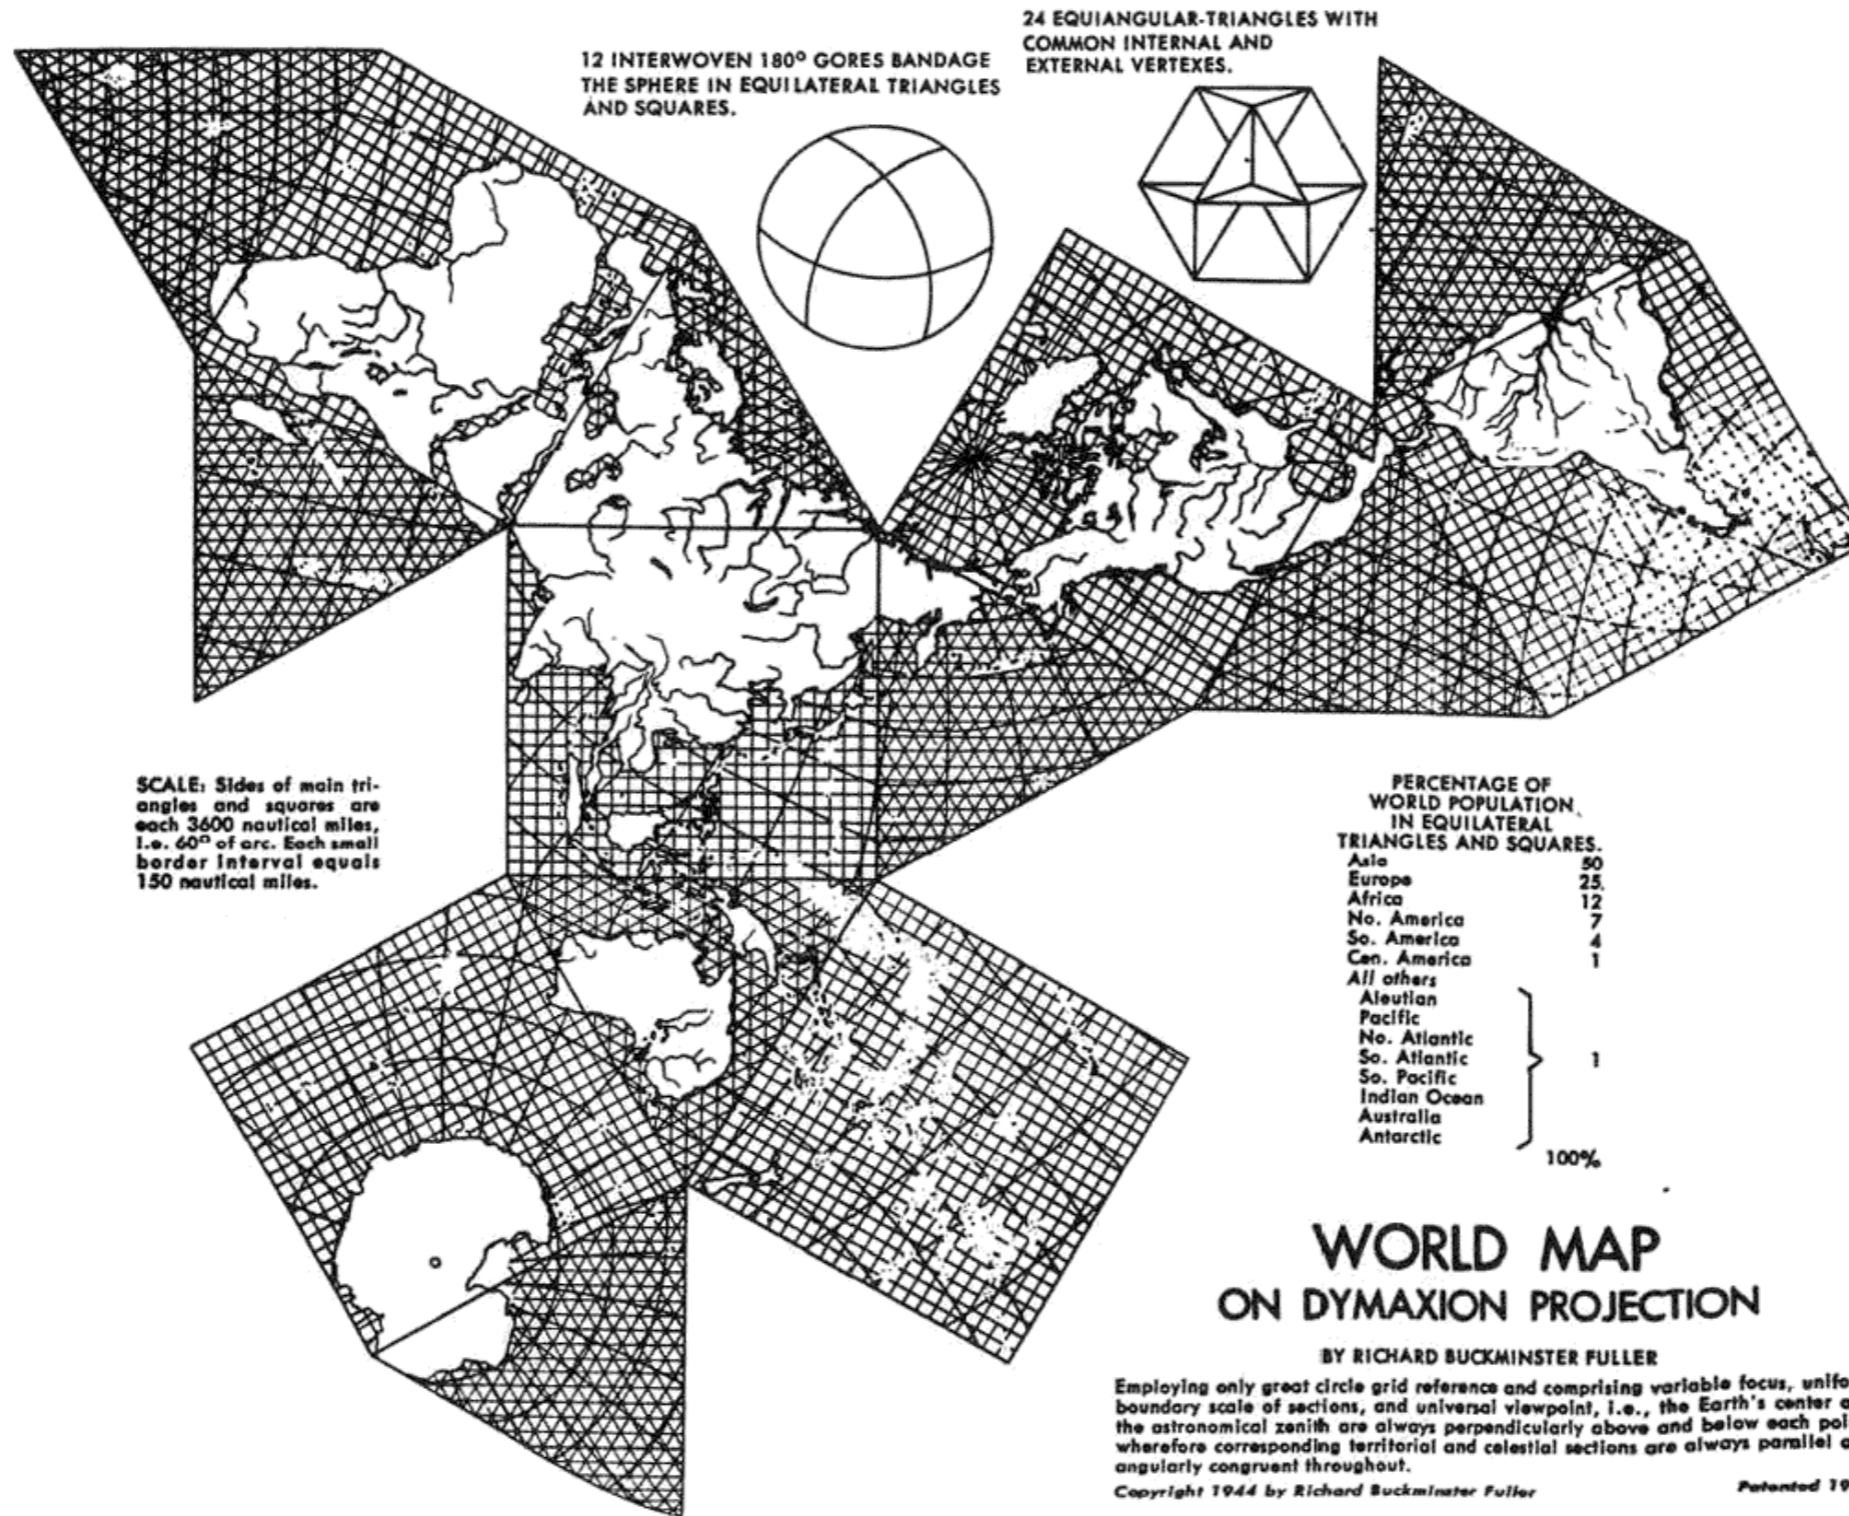 24 EQUIANGULAR-TRIANGLES WITH
COMMON INTERNAL AND
EXTERNAL VERTEXES.
12 INTERWOVEN 180º GORES BANDAGE
THE SPHERE IN EQUILATERAL TRIANGLES
AND SQUARES.
SCALE: Sides of main tri-
angles and squares are
each 3600 nautical miles,
i.e. 60º of arc. Each small
border interval equals
150 nautical miles.
PERCENTAGE OF
WORLD POPULATION
IN EQUILATERAL
TRIANGLES AND SQUARES.
Asia 50
Europe 25
Africa 12
No. America 7
So. America 4
Cen. America 1
All others
Aleutian
Pacific
No. Atlantic
So. Atlantic 1
So. Pacific
Indian Ocean
Australia
Antarctic
100%
WORLD MAP
ON DYMAXION PROJECTION
BY RICHARD BUCKMINSTER FULLER
Employing only great circle grid reference and comprising variable focus, unifo
boundary scale of sections, and universal viewpoint, i.e., the Earth's center a
the astronomical zenith are always perpendicularly above and below each poi
wherefore corresponding territorial and celestial sections are always parallel a
angularly congruent throughout.
Copyright 1944 by Richard Buckminster Fuller
Patented 19